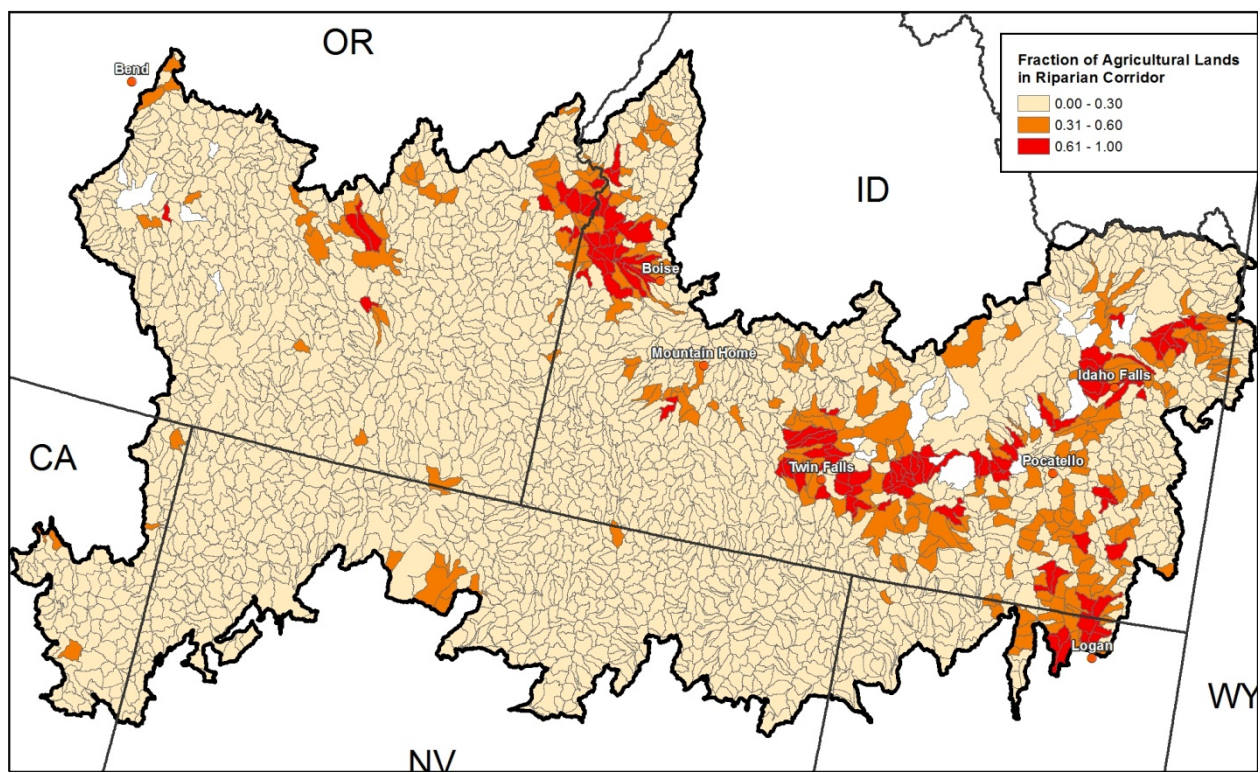 OR
Bend
Fraction of Agricultural Lands
in Riparian Corridor
0.00 - 0.30
0.31 - 0.60
0.61 - 1.00
ID
Boise
Mountain Home
Idaho Falls
CA
Twin Falls
Pocatello
Logan
WY
NV